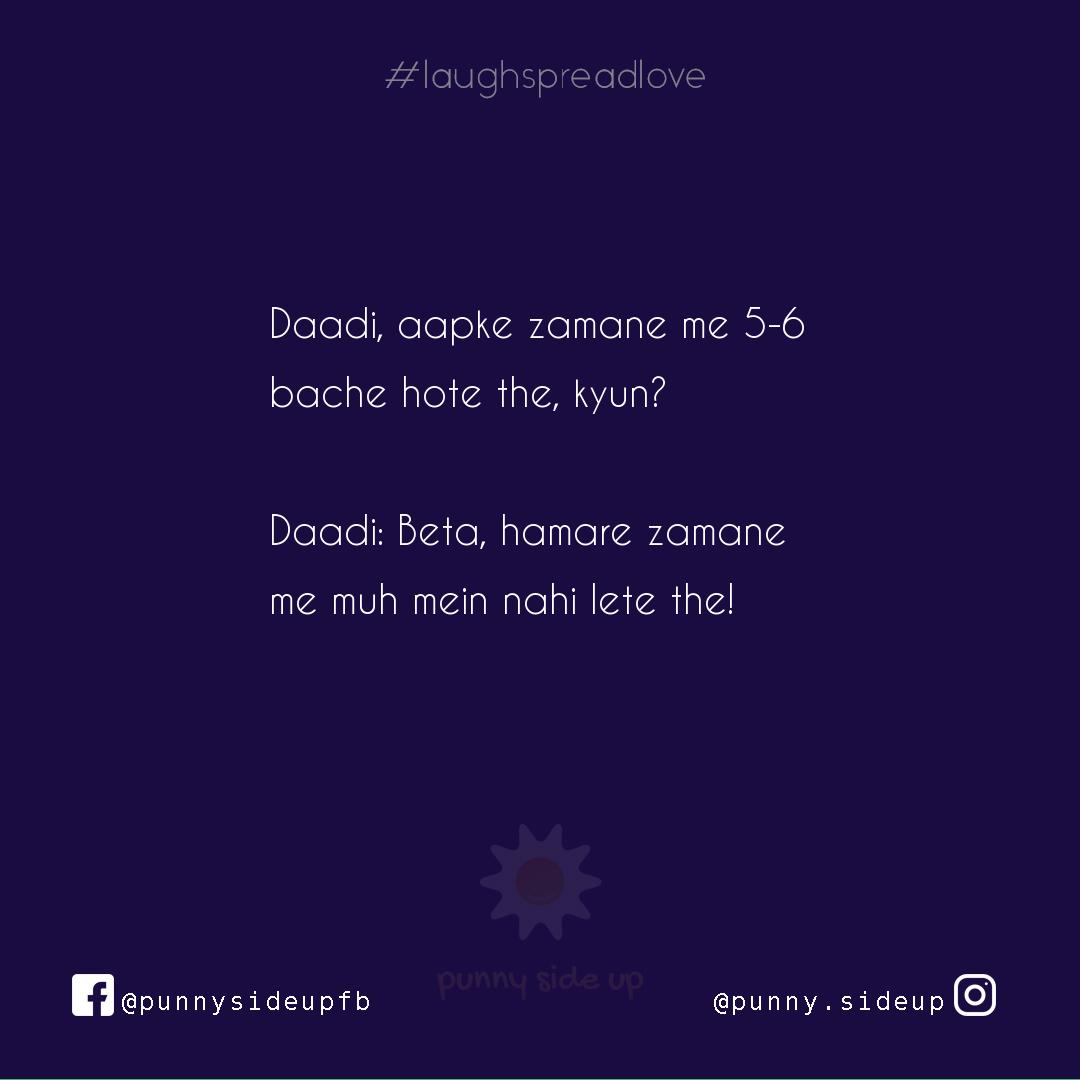 #laughspreadlove
Daadi, aapke zamane me 5-6
bache hote the, kyun?
Daadi: Beta, hamare zamane
me muh mein nahi lete the!
punny side up
@punnysideupfb
@punny.sideup